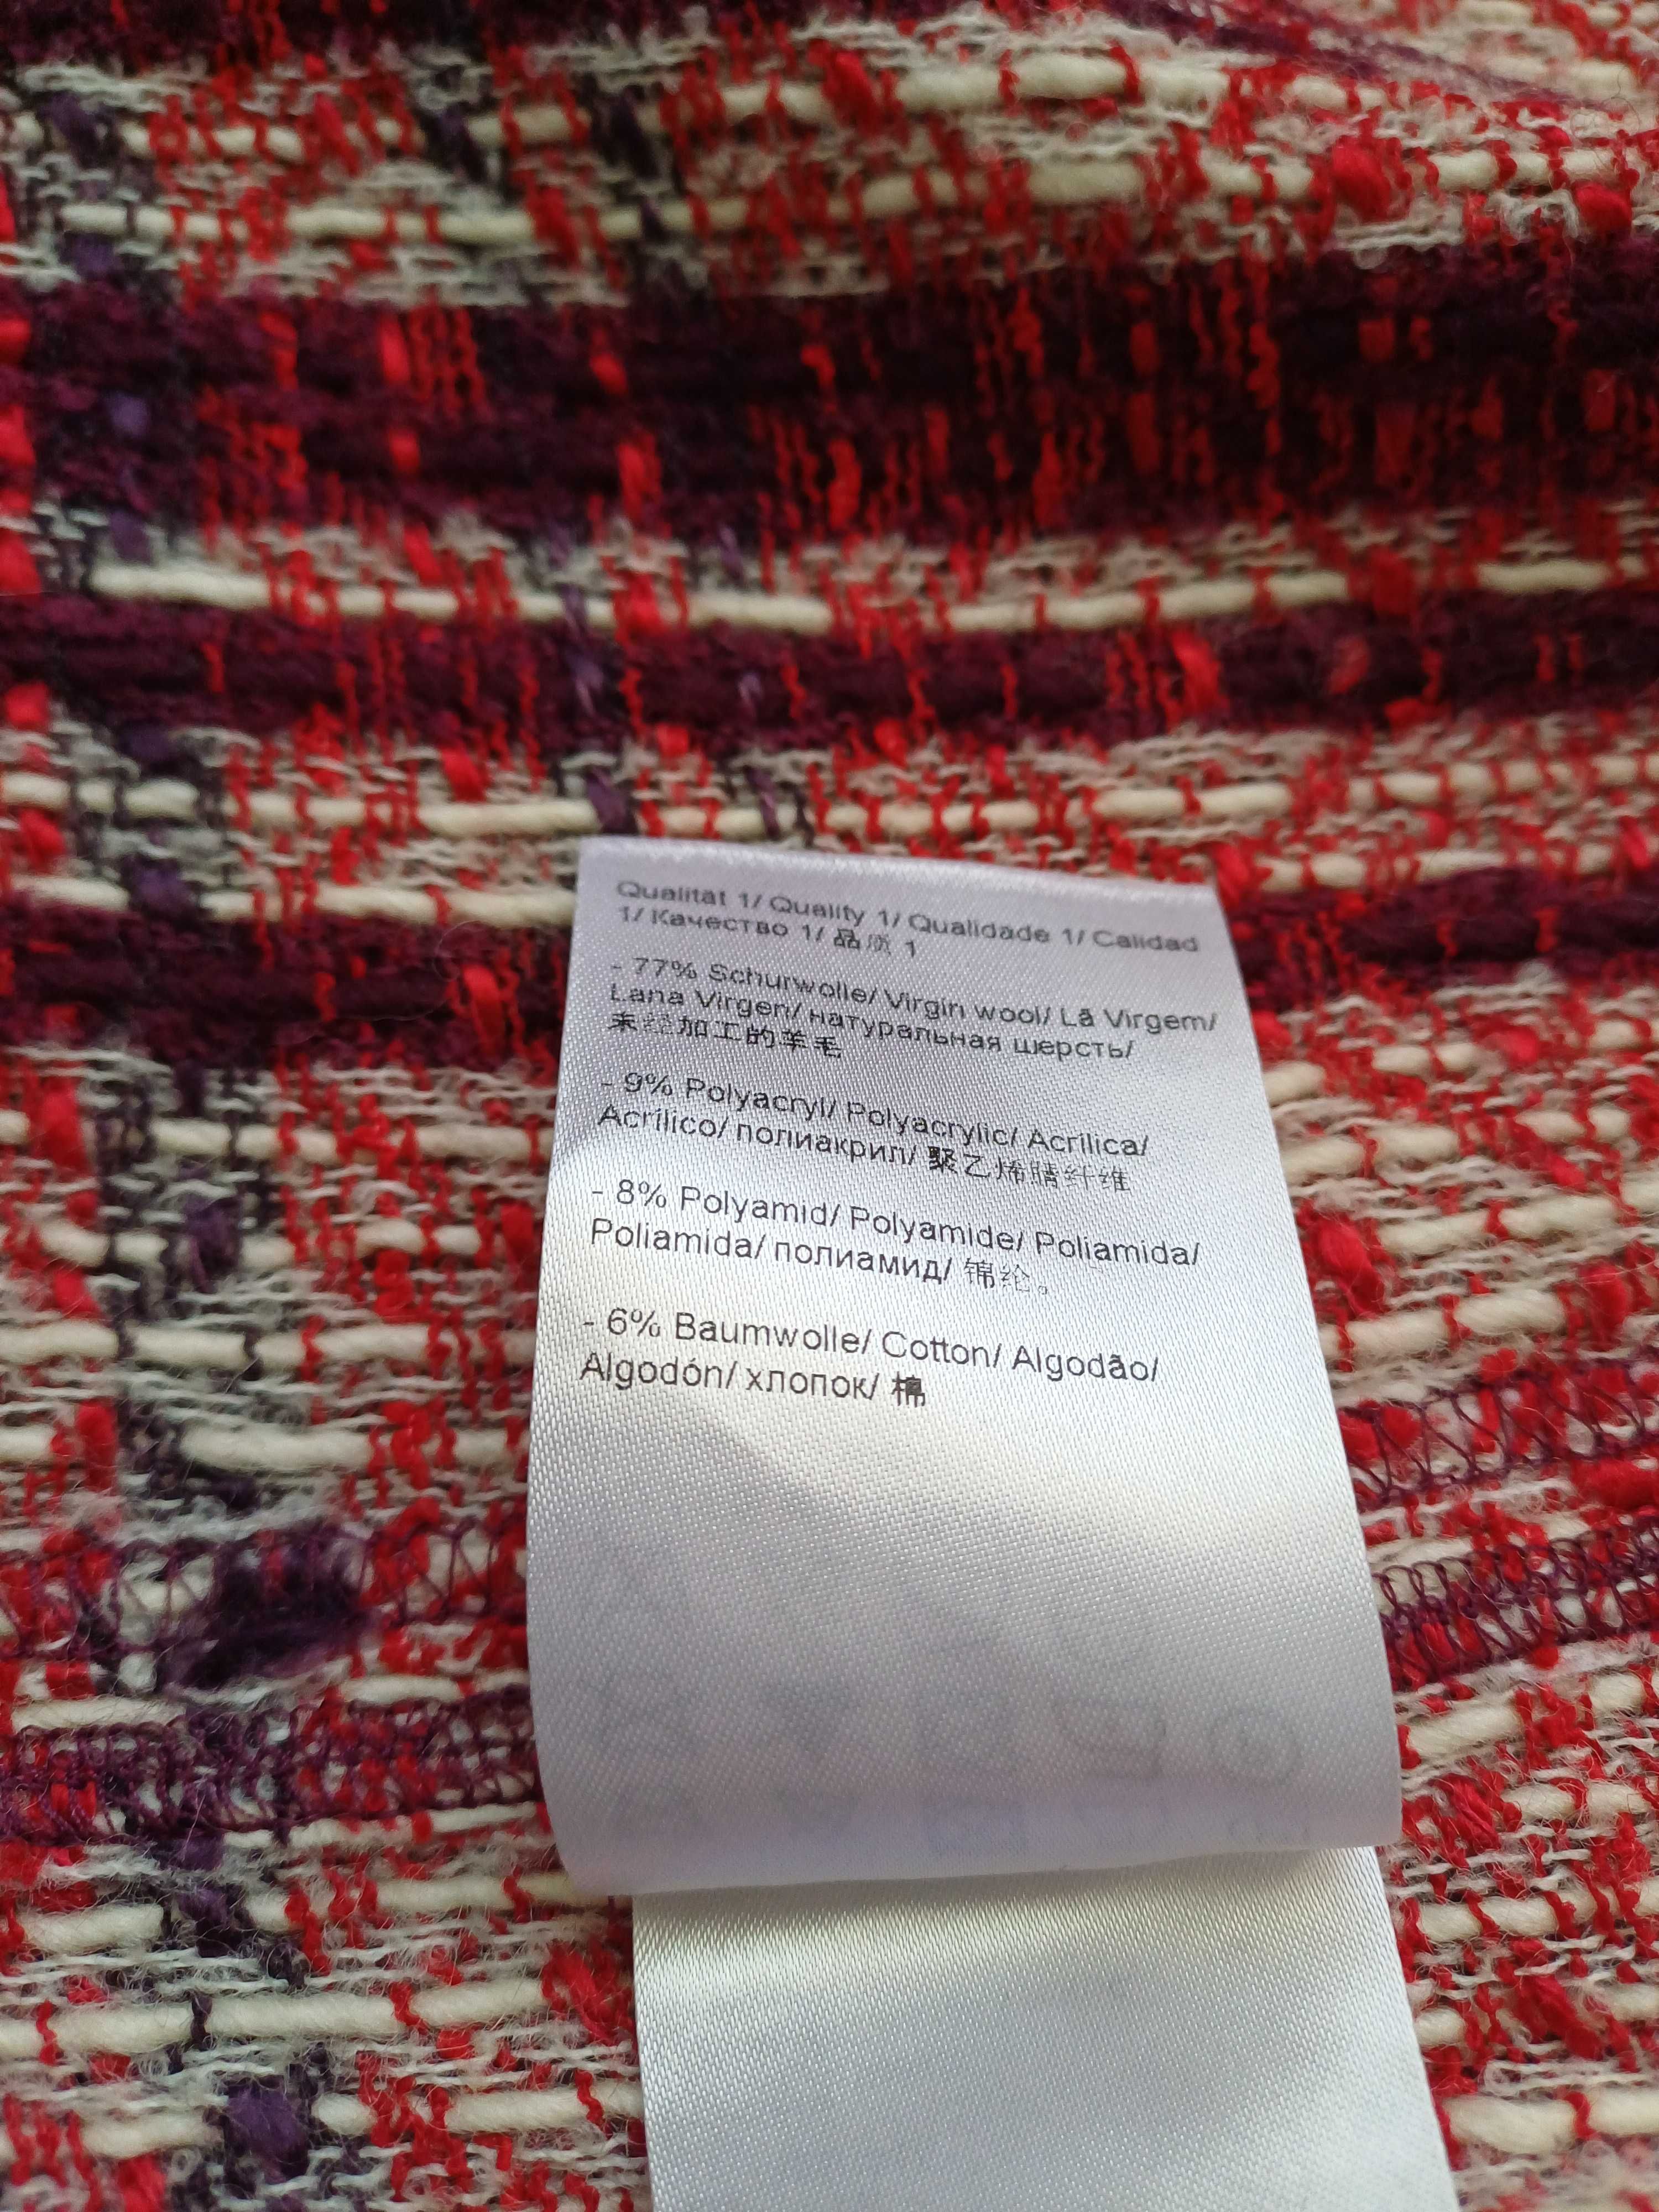 Qualität 1/ Quality 1/ Qualidade 1/ Calidad
1/ Качество 1/ 品质 1
- 77% Schurwolle/ Virgin wool/ Lã Virgem/
Lana Virgen/ натуральная шерсть/
未经加工的羊毛
- 9% Polyacryl/ Polyacrylic/ Acrílica/
Acrílico/ полиакрил/ 聚乙烯腈纤维
- 8% Polyamid/ Polyamide/ Poliamida/
Poliamida/ полиамид/ 锦纶。
- 6% Baumwolle/ Cotton/ Algodão/
Algodón/ хлопок/ 棉